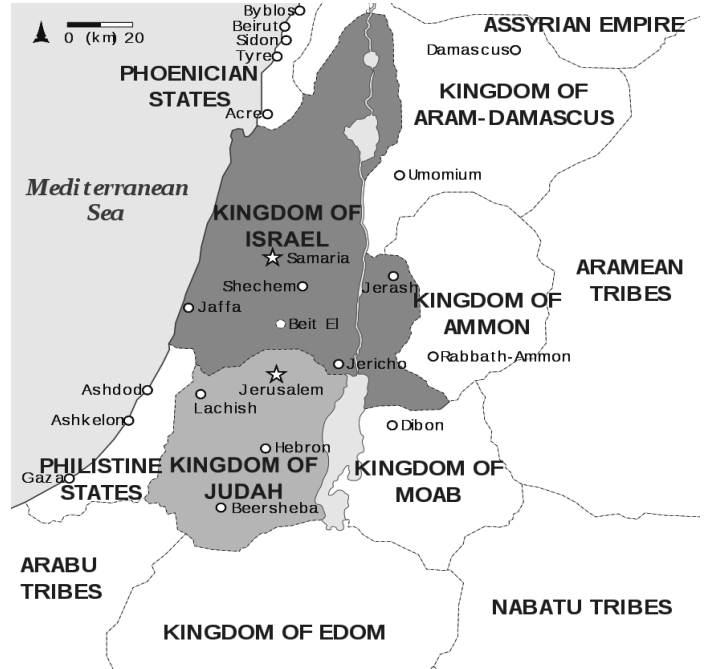 Byblos
Beirut
0 (km) 20
Sidon
Tyre
ASSYRIAN EMPIRE
Damascus
PHOENICIAN
STATES
KINGDOM OF
ARAM-DAMASCUS
Acre
Umomium
Mediterranean
Sea
KINGDOM OF
ISRAEL
Samaria
ARAMEAN
TRIBES
Shechem
Jerash
KINGDOM OF
AMMON
Jaffa
Beit El
Rabbath-Ammon
Jericho
Jerusalem
Ashdod
Lachish
Ashkelon
Dibon
Hebron
Gaza
PHILISTINE
STATES
KINGDOM OF
JUDAH
KINGDOM OF
MOAB
Beersheba
ARABU
TRIBES
NABATU TRIBES
KINGDOM OF EDOM